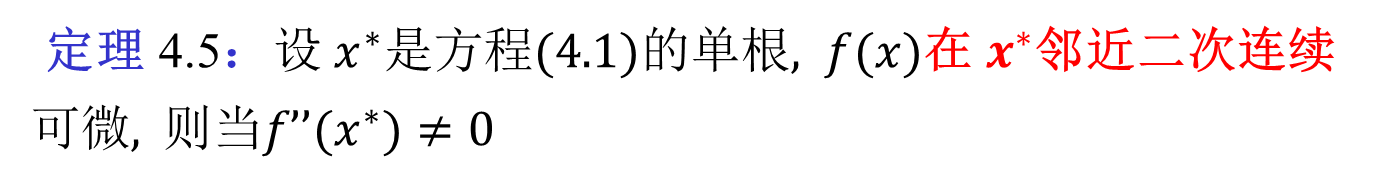 定理 4.5：设 x*是方程(4.1)的单根, f(x)在 x*邻近二次连续
可微, 则当f’’(x*) ≠ 0